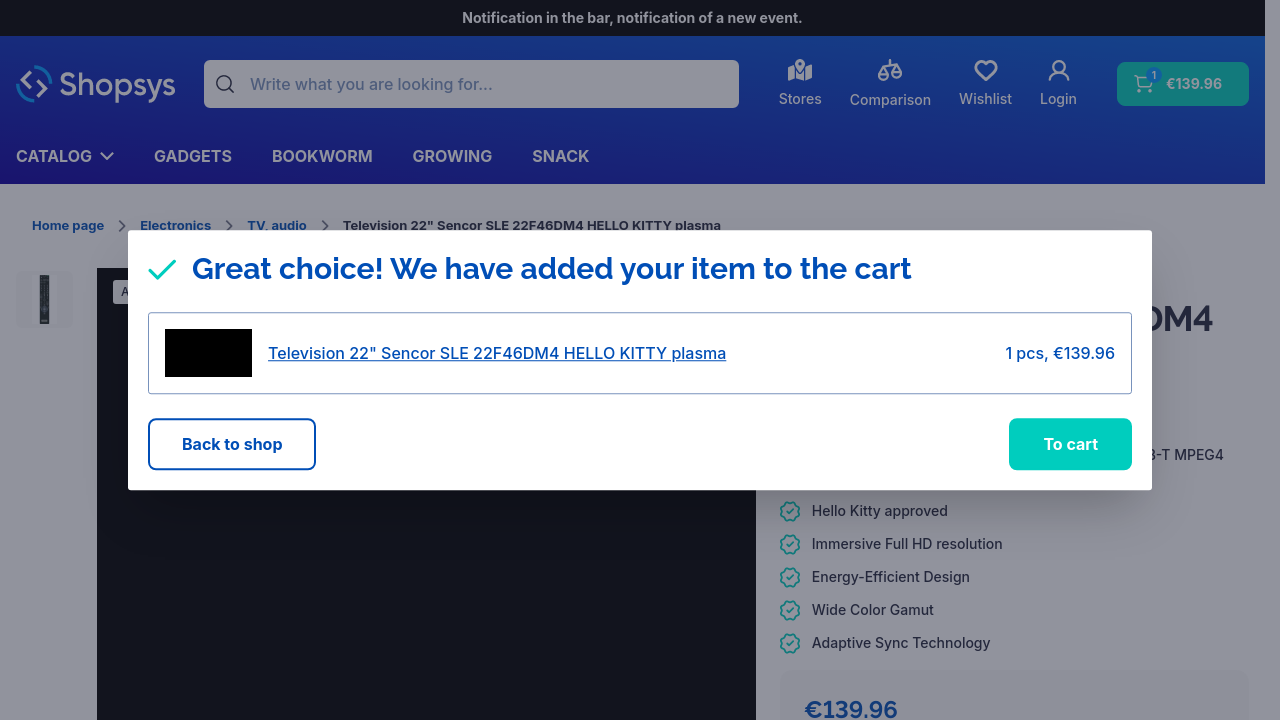 Notification in the bar, notification of a new event.
Shopsys
Write what you are looking for...
Stores
Comparison
Wishlist
Login
1
€139.96
CATALOG
GADGETS
BOOKWORM
GROWING
SNACK
Home page
Electronics
TV, audio
Television 22" Sencor SLE 22F46DM4 HELLO KITTY plasma
Great choice! We have added your item to the cart
Television 22" Sencor SLE 22F46DM4 HELLO KITTY plasma
1 pcs, €139.96
Back to shop
To cart
DM4
MPEG4
Hello Kitty approved
Immersive Full HD resolution
Energy-Efficient Design
Wide Color Gamut
Adaptive Sync Technology
€139.96